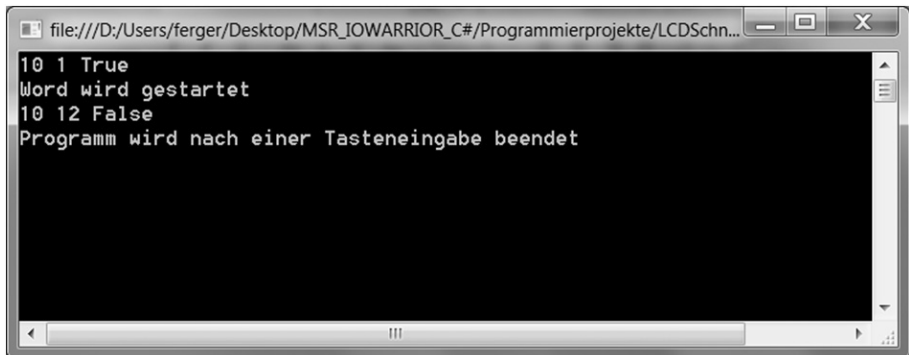 file:///D:/Users/ferger/Desktop/MSR_IOWARRIOR_C#/Programmierprojekte/LCDSchn...
10 1 True
Word wird gestartet
10 12 False
Programm wird nach einer Tasteneingabe beendet